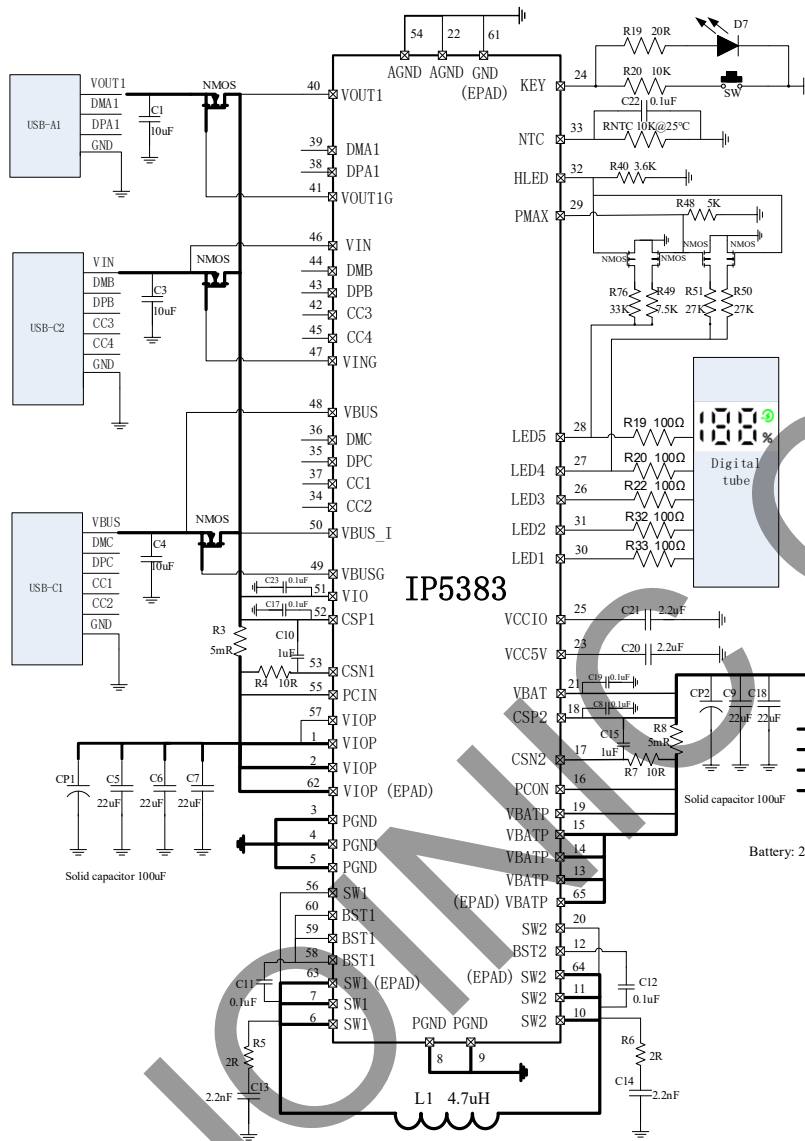 54
22
61
AGND
AGND
GND
(EPAD)
USB-A1
VOUT1
DMA1
DPA1
GND
C1
10uF
NMOS
40
VOUT1
39
DMA1
38
DPA1
41
VOUT1G
46
VIN
44
DMB
43
DPB
42
CC3
45
CC4
47
VING
USB-C2
VIN
DMB
DPB
CC3
CC4
GND
C3
10uF
NMOS
48
VBUS
36
DMC
35
DPC
37
CC1
34
CC2
50
VBUS_I
49
VBUSG
USB-C1
VBUS
DMC
DPC
CC1
CC2
GND
C4
10uF
NMOS
C23
0.1uF
51
VIO
C17
0.1uF
52
CSP1
R3
5mR
C10
1uF
R4
10R
53
CSN1
55
PCIN
57
VIOP
1
VIOP
2
VIOP
62
VIOP (EPAD)
CP1
C5
22uF
C6
22uF
C7
22uF
Solid capacitor 100uF
3
PGND
4
PGND
5
PGND
56
SW1
60
BST1
59
BST1
58
BST1
63
SW1 (EPAD)
7
SW1
6
SW1
C11
0.1uF
R5
2R
C13
2.2nF
IP5383
24
KEY
R19
20R
D7
R20
10K
SW
C22
0.1uF
33
NTC
RNTC 10K@25℃
32
HLED
R40
3.6K
29
PMAX
R48
5K
NMOS
NMOS
NMOS
NMOS
R76
33K
R49
7.5K
R51
27K
R50
27K
188
%
Digital
tube
28
LED5
R19 100Ω
27
LED4
R20 100Ω
26
LED3
R22 100Ω
31
LED2
R32 100Ω
30
LED1
R33 100Ω
25
VCCIO
C21
2.2uF
23
VCC5V
C20
2.2uF
21
VBAT
C19
0.1uF
18
CSP2
C8
0.1uF
C15
1uF
R8
5mR
17
CSN2
R7
10R
16
PCON
19
VBATP
15
VBATP
14
VBATP
13
VBATP
65
(EPAD) VBATP
CP2
C9
22uF
C18
22uF
Solid capacitor 100uF
Battery: 2
20
SW2
12
BST2
64
(EPAD) SW2
11
SW2
10
SW2
C12
0.1uF
R6
2R
C14
2.2nF
PGND PGND
8
9
L1 4.7uH